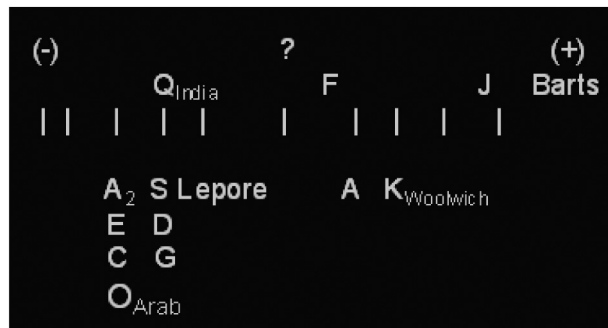 (-) ? (+)
QIndia F J Barts
A2 S Lepore A KWoolwich
E D
C G
OArab